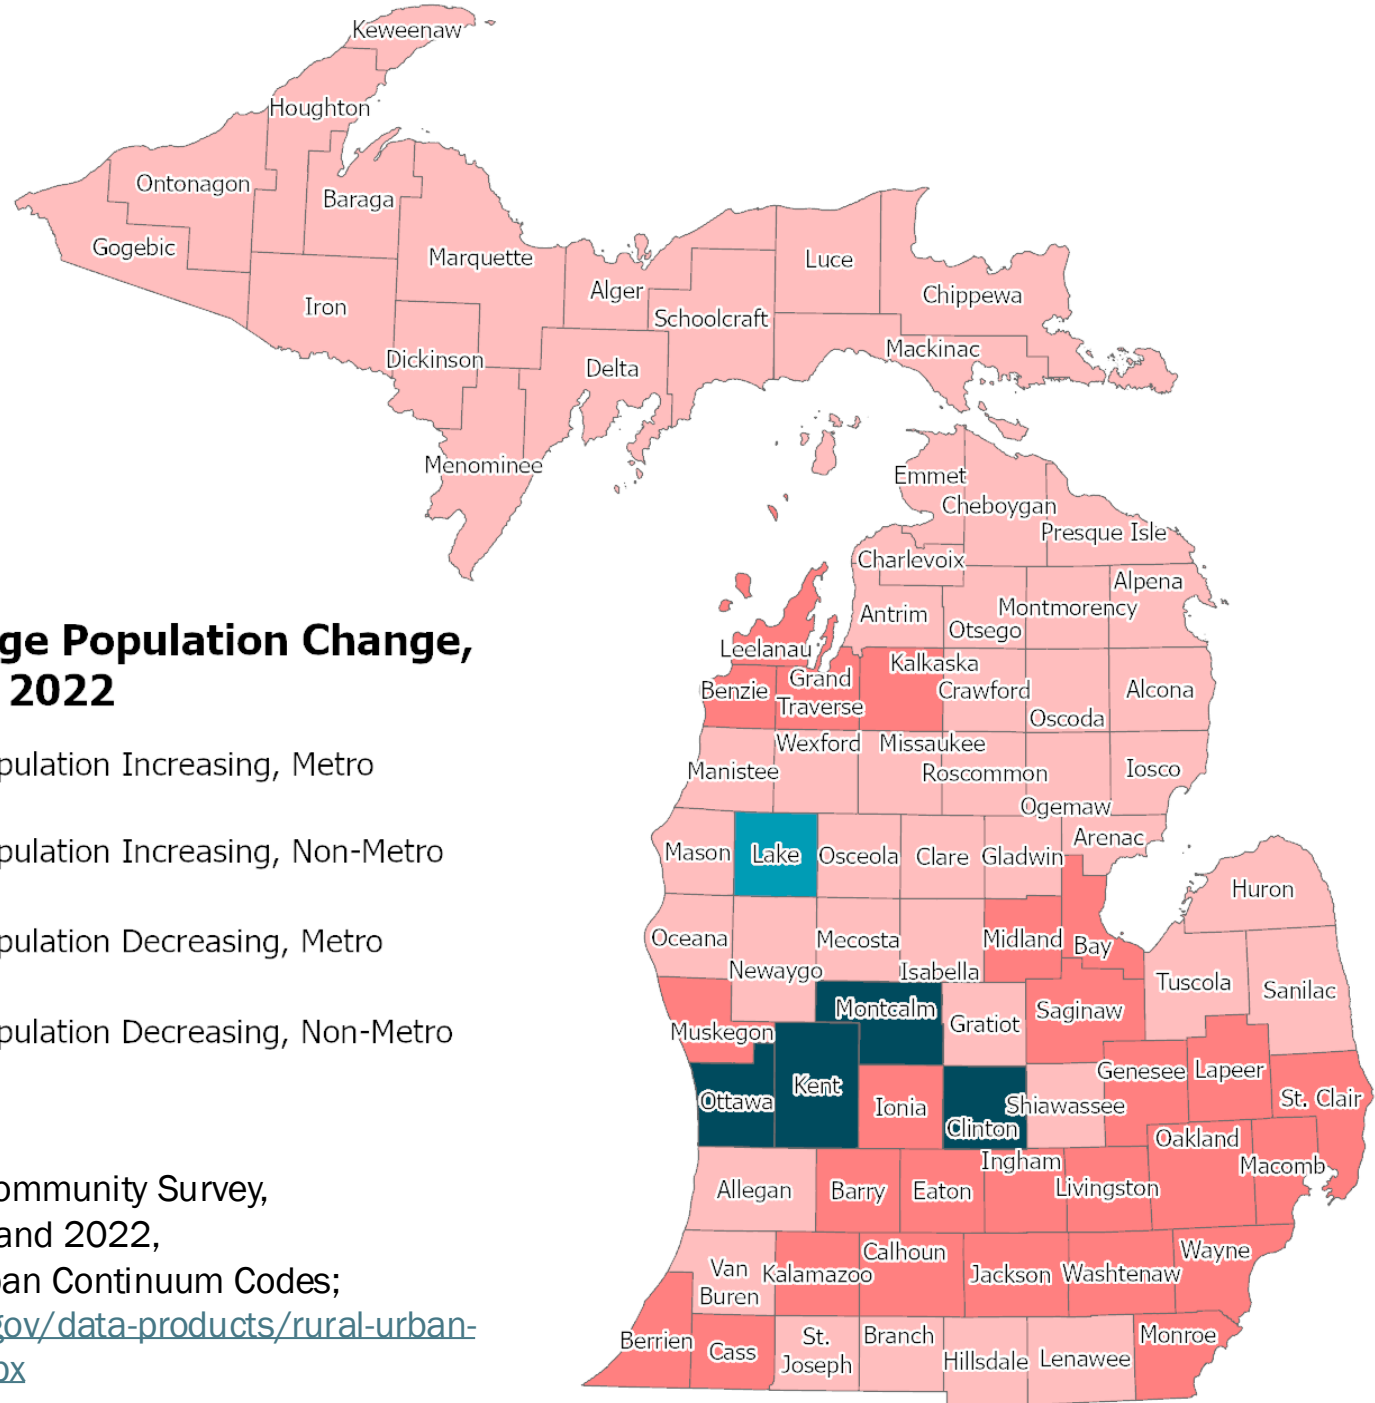 Keweenaw
Houghton
Ontonagon
Baraga
Gogebic
Marquette
Luce
Alger
Chippewa
Iron
Schoolcraft
Mackinac
Dickinson
Delta
Menominee
Emmet
Cheboygan
Presque Isle
Charlevoix
Alpena
Antrim
Montmorency
Otsego
ge Population Change,
2022
Leelanau
Kalkaska
Grand
Traverse
Benzie
Crawford
Alcona
Oscoda
Wexford
Missaukee
Manistee
Roscommon
Iosco
Ogemaw
pulation Increasing, Metro
pulation Increasing, Non-Metro
pulation Decreasing, Metro
pulation Decreasing, Non-Metro
Arenac
Mason
Lake
Osceola
Clare
Gladwin
Huron
Oceana
Mecosta
Midland
Bay
Newaygo
Isabella
Tuscola
Sanilac
Montcalm
Gratiot
Saginaw
Muskegon
Genesee
Lapeer
Kent
Ottawa
Ionia
Shiawassee
St. Clair
Clinton
Oakland
Ingham
Macomb
Allegan
Barry
Eaton
Livingston
Calhoun
Wayne
Van
Buren
Kalamazoo
Jackson
Washtenaw
Berrien
Cass
St.
Joseph
Branch
Hillsdale
Lenawee
Monroe
ommunity Survey,
and 2022,
ban Continuum Codes;
gov/data-products/rural-urban-
px